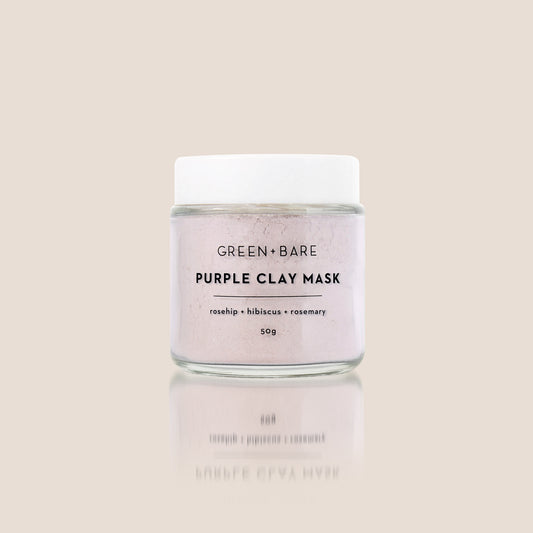 GREEN + BARE
PURPLE CLAY MASK
rosehip + hibiscus + rosemary
50g